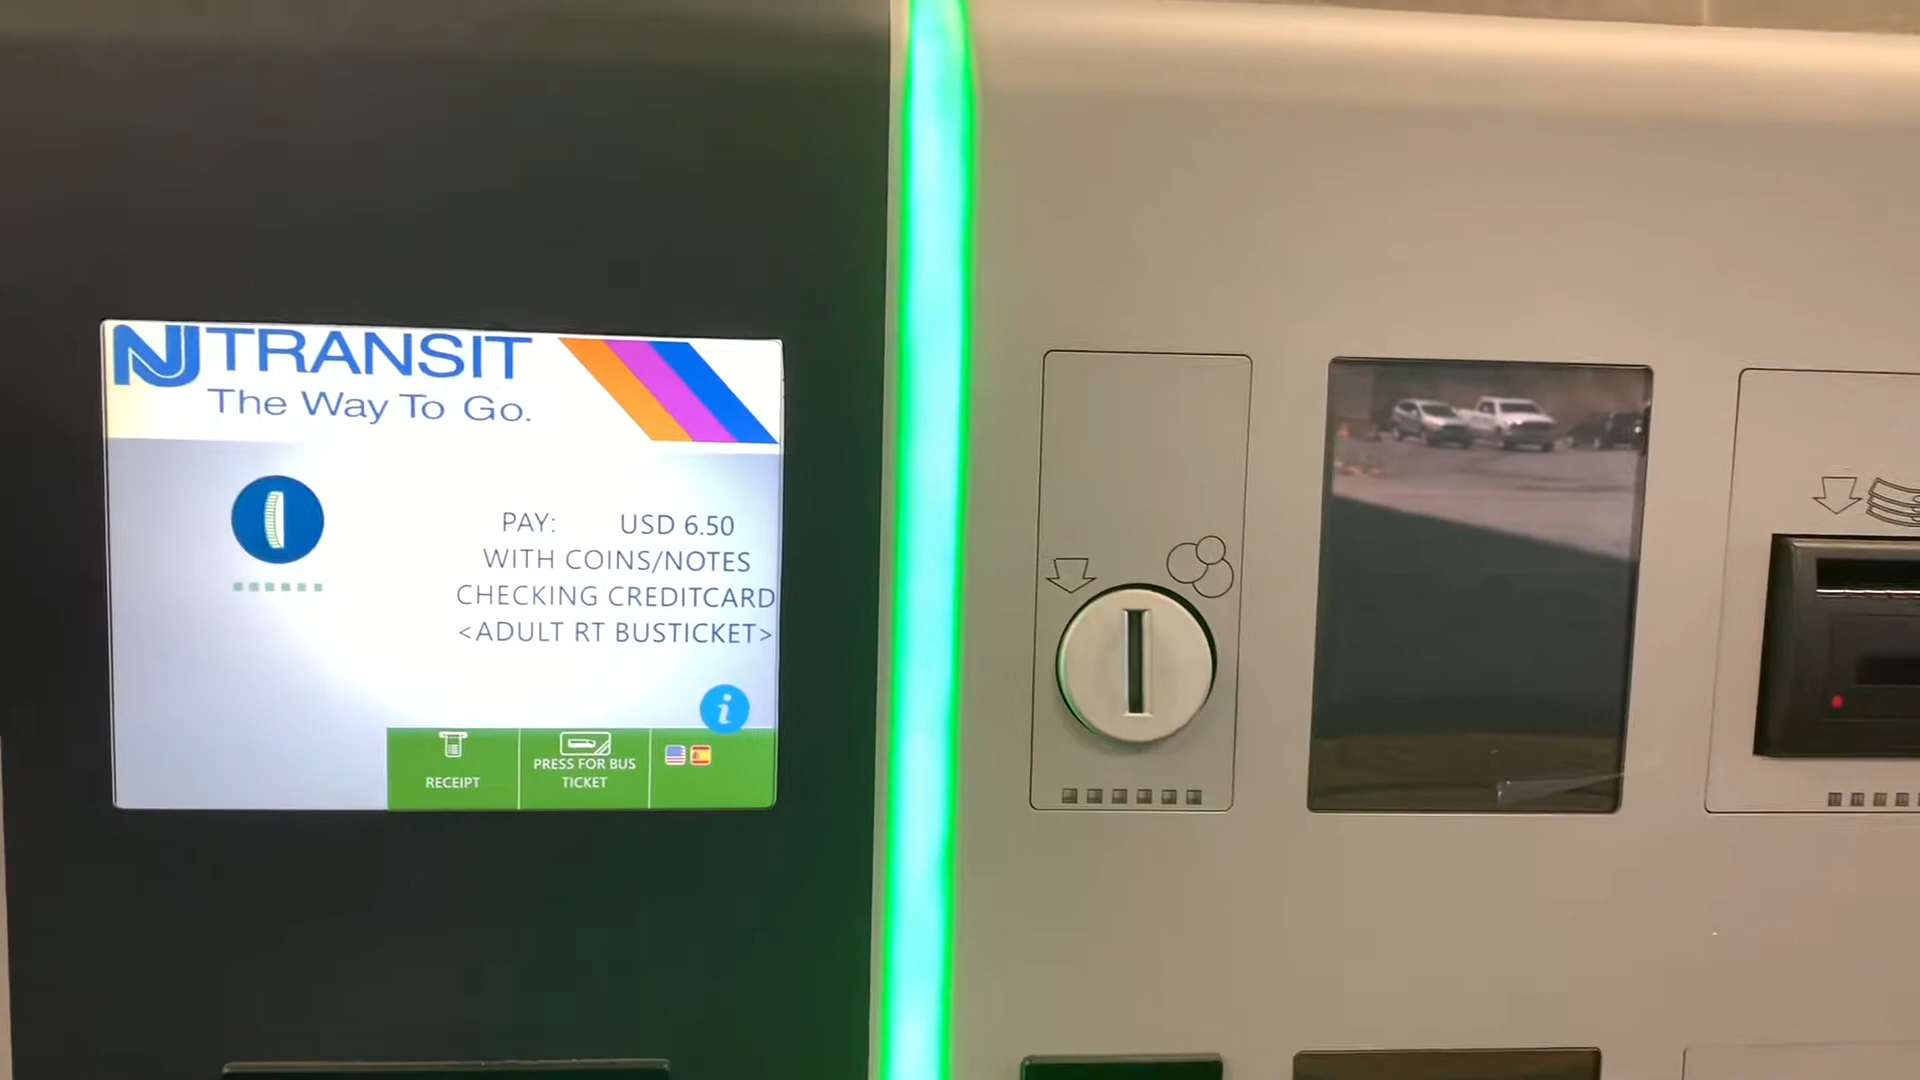 NJ TRANSIT
The Way To Go.
PAY: USD 6.50
WITH COINS/NOTES
CHECKING CREDITCARD
<ADULT RT BUSTICKET>
i
RECEIPT
PRESS FOR BUS
TICKET